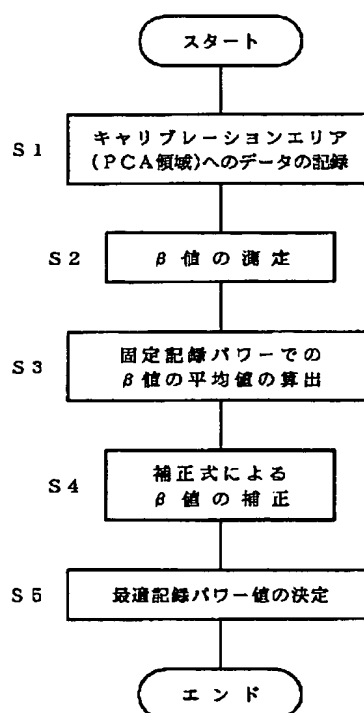 スタート
S1
キャリブレーションエリア
(PCA領域)へのデータの記録
S2
β値の測定
S3
固定記録パワーでの
β値の平均値の算出
S4
補正式による
β値の補正
S5
最適記録パワー値の決定
エンド